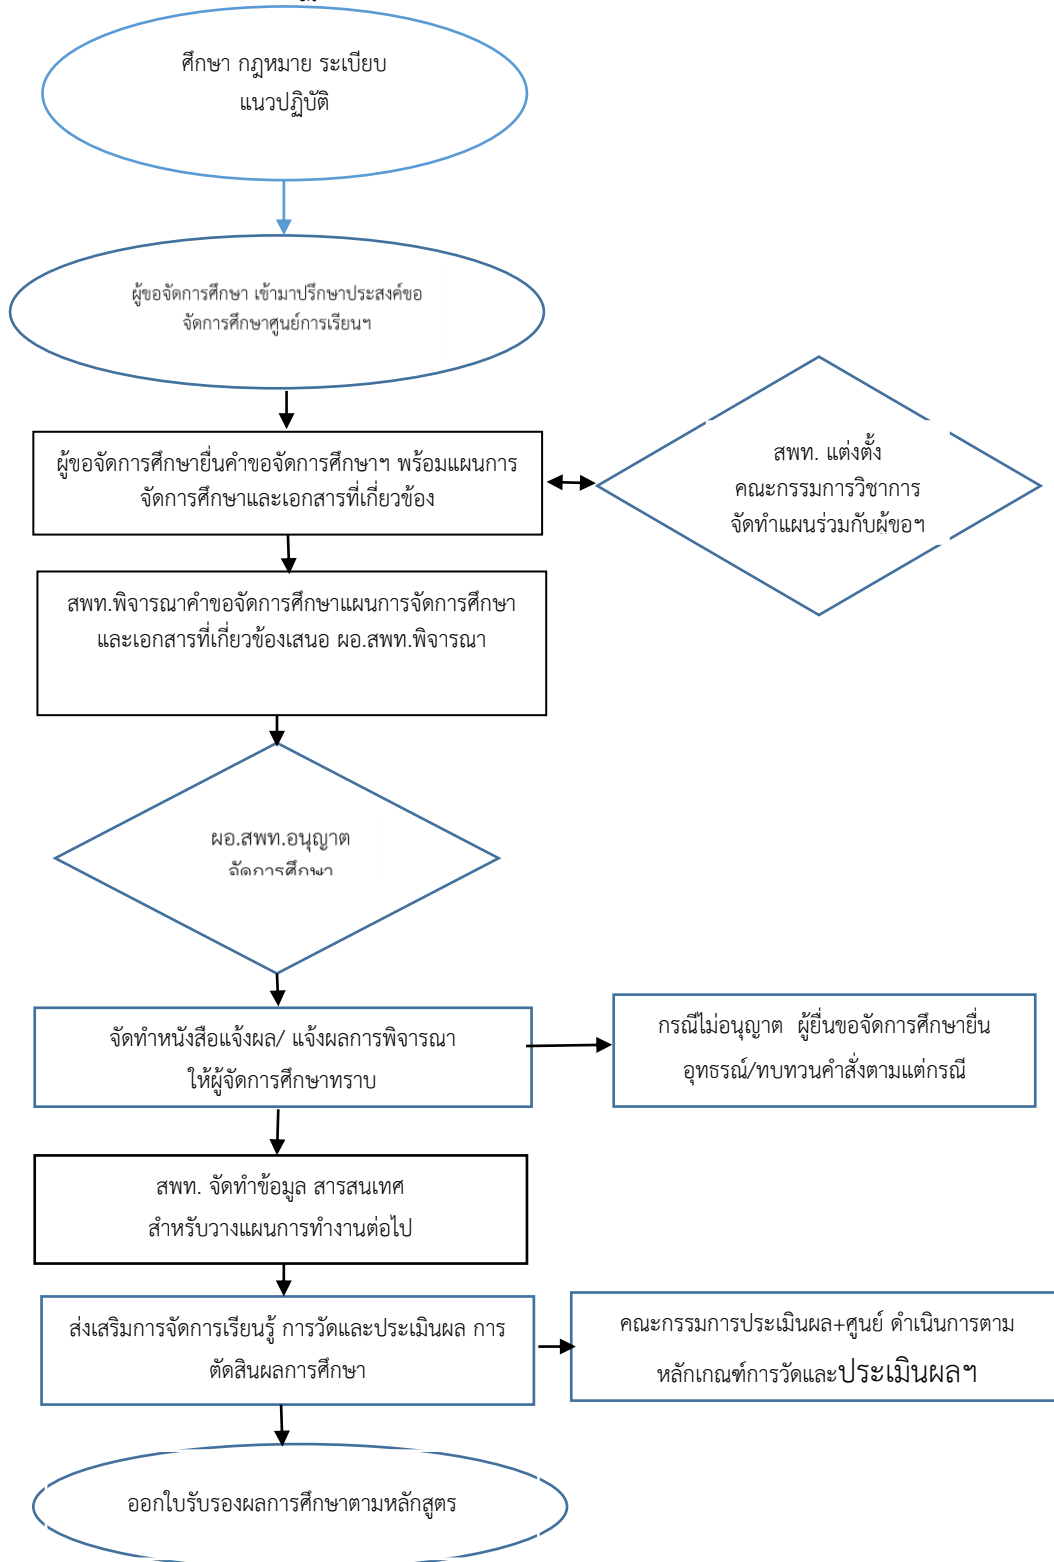 ศึกษา กฎหมาย ระเบียบ
แนวปฏิบัติ
ผู้ขอจัดการศึกษา เข้ามาปรึกษาประสงค์ขอ
จัดการศึกษาศูนย์การเรียนฯ
ผู้ขอจัดการศึกษายื่นคำขอจัดการศึกษาฯ พร้อมแผนการ
จัดการศึกษาและเอกสารที่เกี่ยวข้อง
สพท. แต่งตั้ง
คณะกรรมการวิชาการ
จัดทำแผนร่วมกับผู้ขอฯ
สพท.พิจารณาคำขอจัดการศึกษาแผนการจัดการศึกษา
และเอกสารที่เกี่ยวข้องเสนอ ผอ.สพท.พิจารณา
ผอ.สพท.อนุญาต
จัดการศึกษา
จัดทำหนังสือแจ้งผล/ แจ้งผลการพิจารณา
ให้ผู้จัดการศึกษาทราบ
กรณีไม่อนุญาต ผู้ยื่นขอจัดการศึกษายื่น
อุทธรณ์/ทบทวนคำสั่งตามแต่กรณี
สพท. จัดทำข้อมูล สารสนเทศ
สำหรับวางแผนการทำงานต่อไป
ส่งเสริมการจัดการเรียนรู้ การวัดและประเมินผล การ
ตัดสินผลการศึกษา
คณะกรรมการประเมินผล+ศูนย์ ดำเนินการตาม
หลักเกณฑ์การวัดและประเมินผลฯ
ออกใบรับรองผลการศึกษาตามหลักสูตร